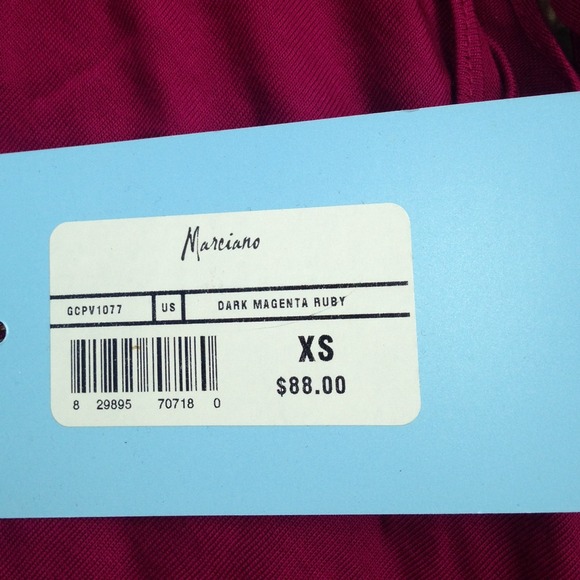 Marciano
GCPV1077 US DARK MAGENTA RUBY
XS
$88.00
8 29895 70718 0